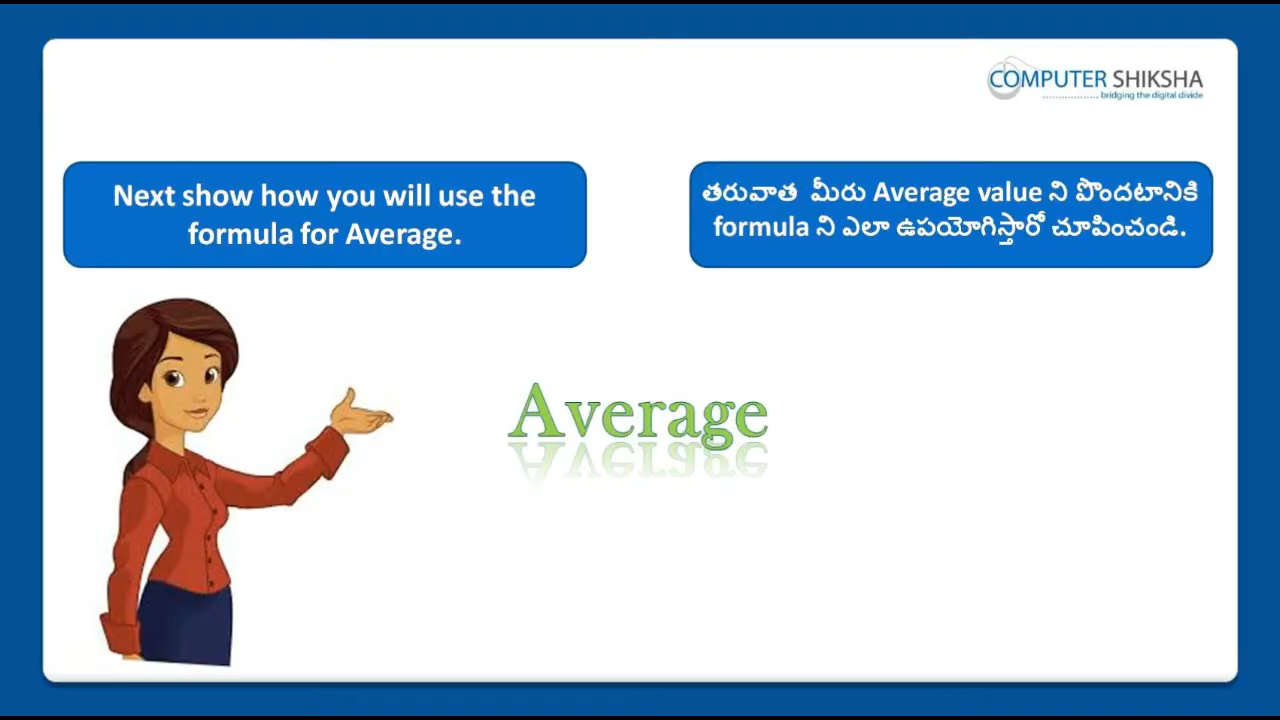 COMPUTER SHIKSHA
bridging the digital divide
Next show how you will use the
formula for Average.
తరువాత మీరు Average value ని పొందటానికి
formula ని ఎలా ఉపయోగిస్తారో చూపించండి.
Average